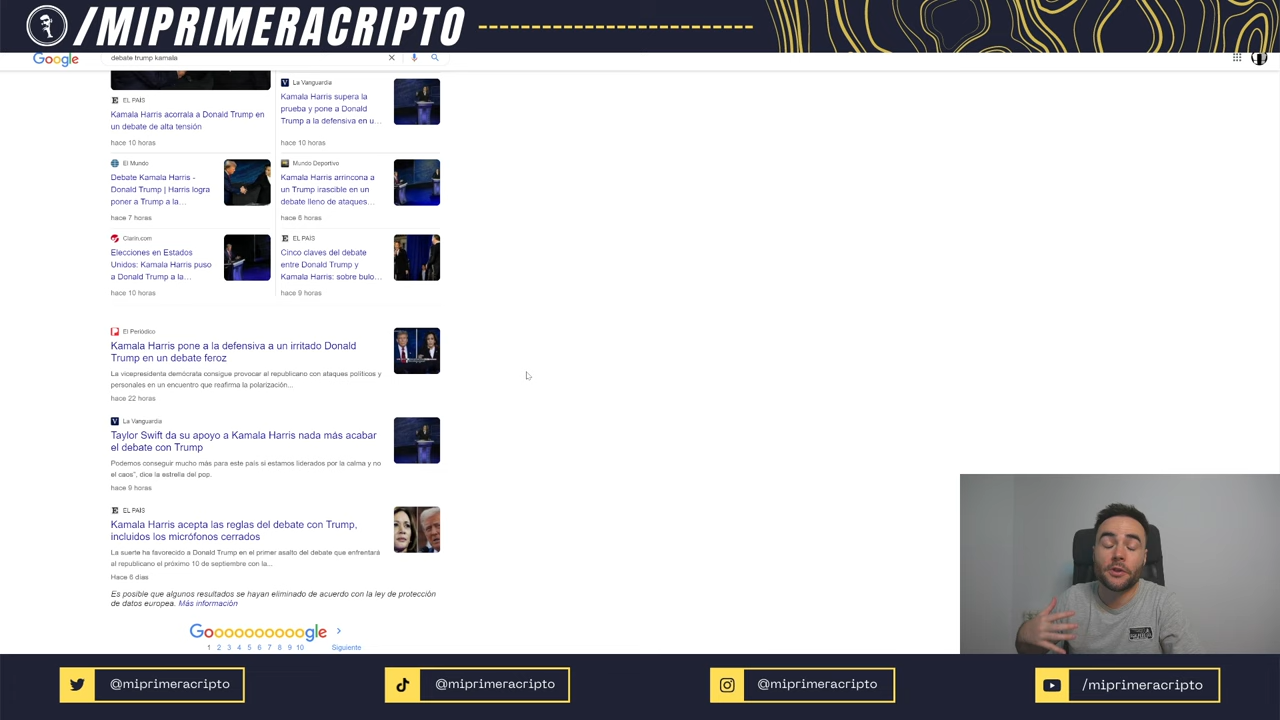 /MIPRIMERACRIPTO
Google
debate trump kamala
EL PAÍS
Kamala Harris acorrala a Donald Trump en
un debate de alta tensión
hace 10 horas
La Vanguardia
Kamala Harris supera la
prueba y pone a Donald
Trump a la defensiva en u...
hace 10 horas
El Mundo
Debate Kamala Harris -
Donald Trump | Harris logra
poner a Trump a la...
hace 7 horas
Mundo Deportivo
Kamala Harris arrincona a
un Trump irascible en un
debate lleno de ataques...
hace 6 horas
Clarin.com
Elecciones en Estados
Unidos: Kamala Harris puso
a Donald Trump a la...
hace 10 horas
EL PAÍS
Cinco claves del debate
entre Donald Trump y
Kamala Harris: sobre bulo...
hace 9 horas
El Periódico
Kamala Harris pone a la defensiva a un irritado Donald
Trump en un debate feroz
La vicepresidenta demócrata consigue provocar al republicano con ataques políticos y
personales en un encuentro que reafirma la polarización...
hace 22 horas
La Vanguardia
Taylor Swift da su apoyo a Kamala Harris nada más acabar
el debate con Trump
Podemos conseguir mucho más para este país si estamos liderados por la calma y no
el caos", dice la estrella del pop.
hace 9 horas
EL PAÍS
Kamala Harris acepta las reglas del debate con Trump,
incluidos los micrófonos cerrados
La suerte ha favorecido a Donald Trump en el primer asalto del debate que enfrentará
al republicano el próximo 10 de septiembre con la...
Hace 6 días
Es posible que algunos resultados se hayan eliminado de acuerdo con la ley de protección
de datos europea. Más información
Goooooooooogle >
1 2 3 4 5 6 7 8 9 10 Siguiente
@miprimeracripto
@miprimeracripto
@miprimeracripto
/miprimeracripto